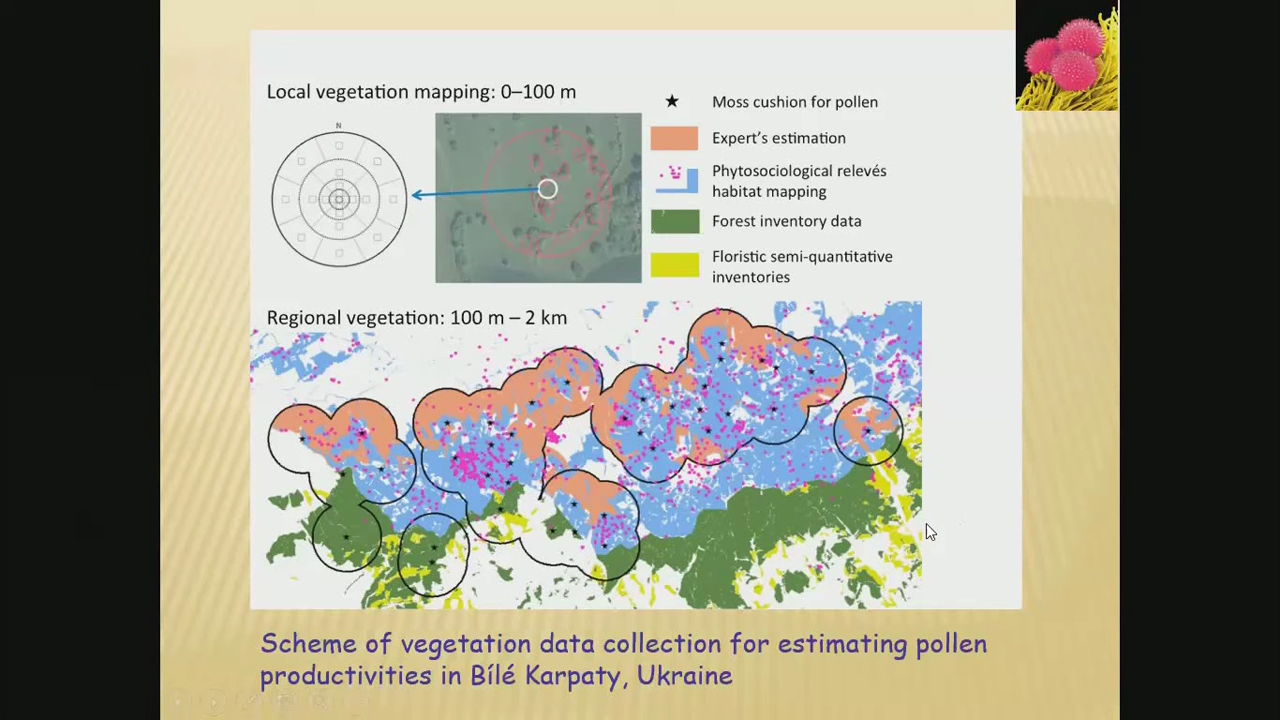 Local vegetation mapping: 0–100 m
N
Moss cushion for pollen
Expert’s estimation
Phytosociological relevés
habitat mapping
Forest inventory data
Floristic semi-quantitative
inventories
Regional vegetation: 100 m – 2 km
Scheme of vegetation data collection for estimating pollen
productivities in Bílé Karpaty, Ukraine